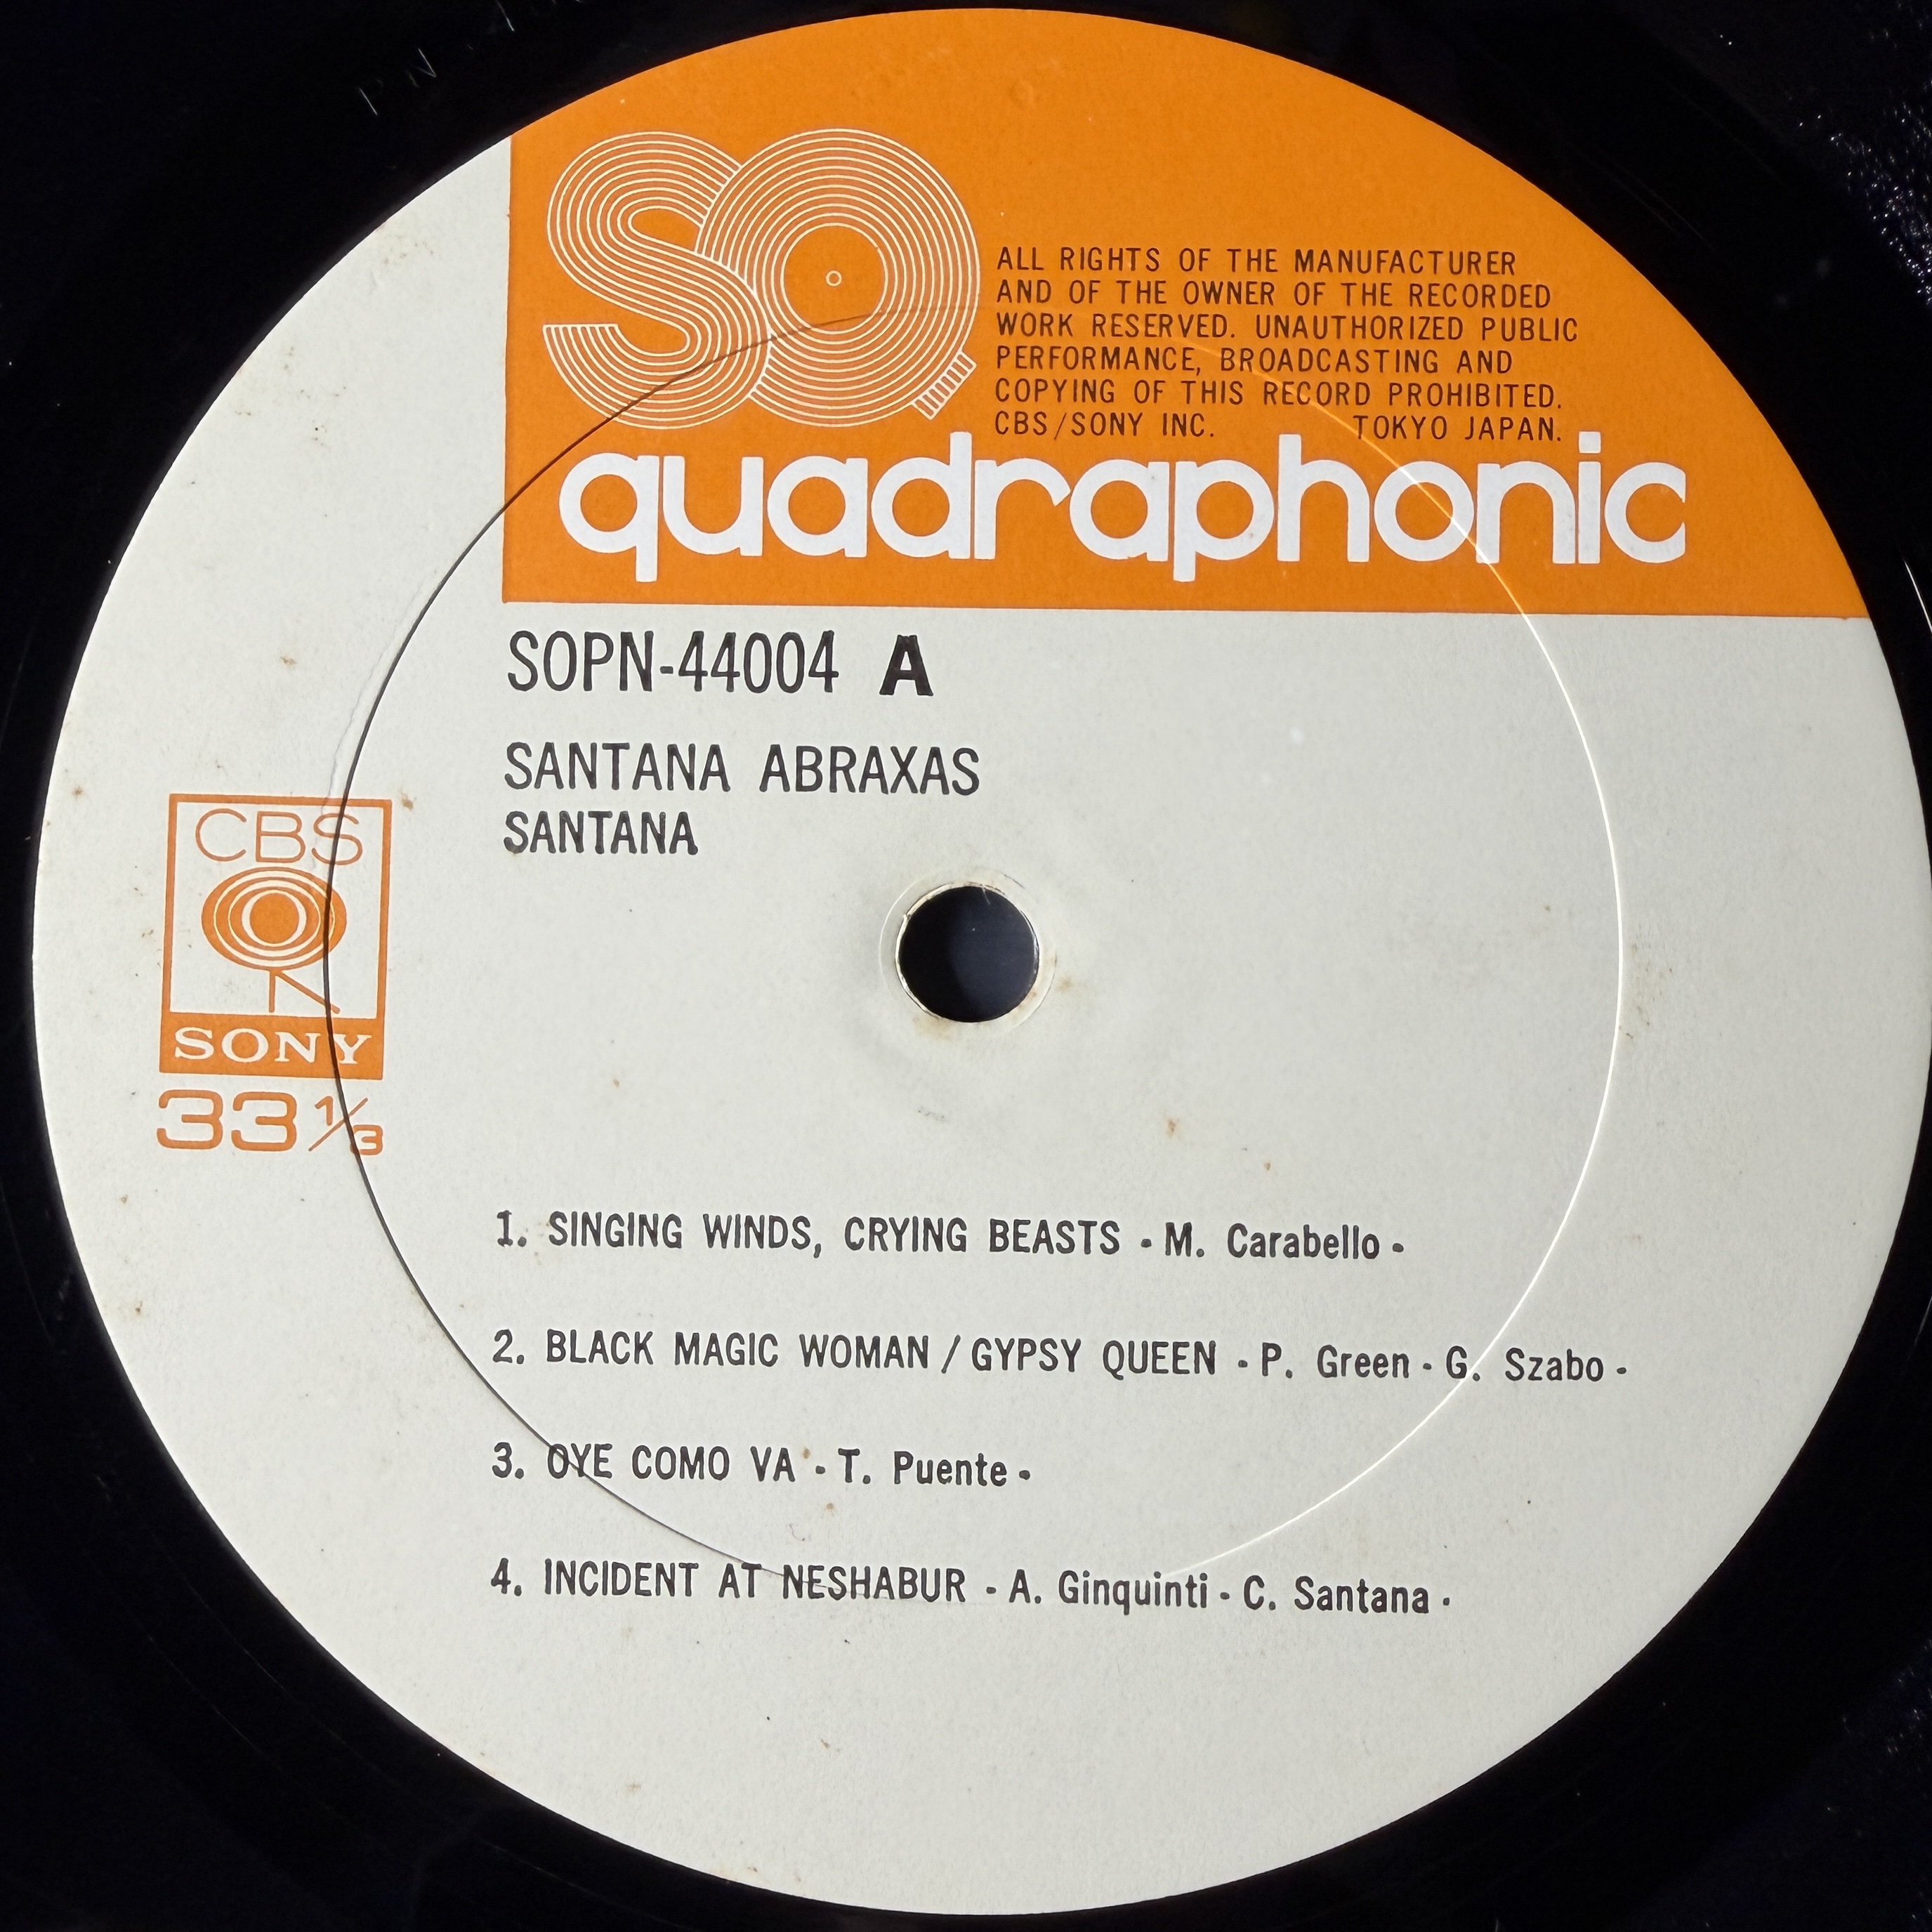 SQ
ALL RIGHTS OF THE MANUFACTURER
AND OF THE OWNER OF THE RECORDED
WORK RESERVED. UNAUTHORIZED PUBLIC
PERFORMANCE, BROADCASTING AND
COPYING OF THIS RECORD PROHIBITED.
CBS/SONY INC. TOKYO JAPAN.
quadraphonic
SOPN-44004 A
SANTANA ABRAXAS
SANTANA
CBS
SONY
33 1/3
1. SINGING WINDS, CRYING BEASTS - M. Carabello -
2. BLACK MAGIC WOMAN / GYPSY QUEEN - P. Green - G. Szabo -
3. OYE COMO VA - T. Puente -
4. INCIDENT AT NESHABUR - A. Ginquinti - C. Santana -